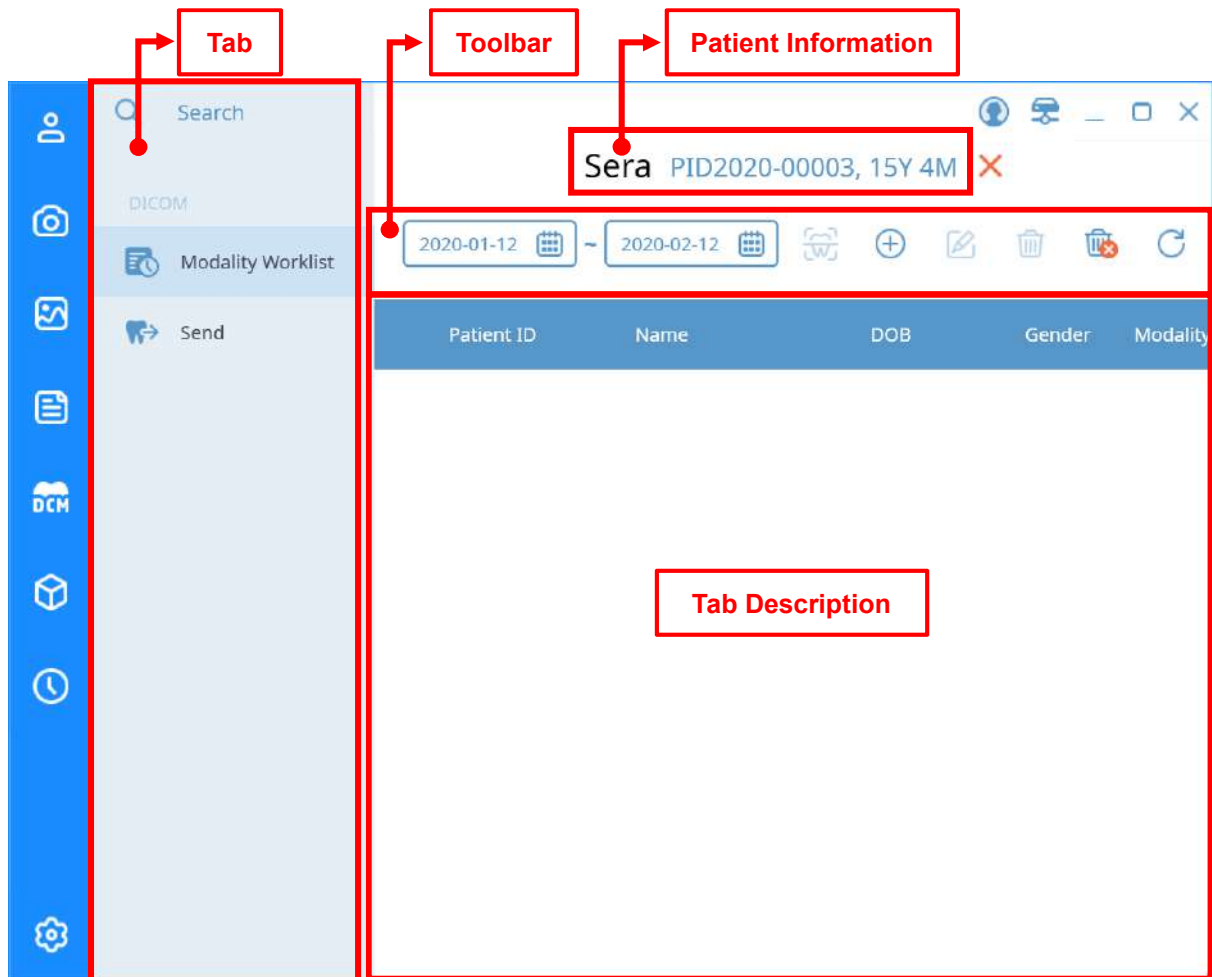 Tab
Toolbar
Patient Information
Search
Sera PID2020-00003, 15Y 4M
DICOM
2020-01-12 ~ 2020-02-12
W
Modality Worklist
Send
Patient ID Name DOB Gender Modality
DCM
Tab Description